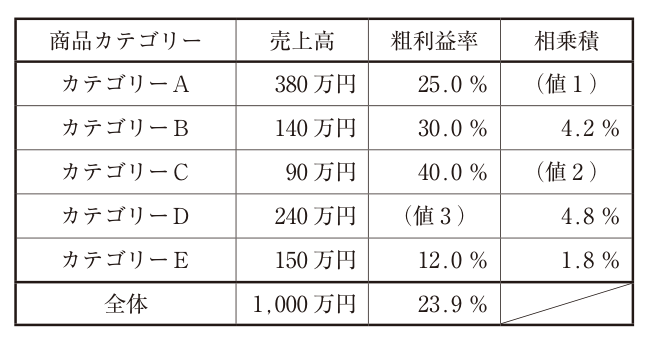 商品カテゴリー 売上高 粗利益率 相乗積
カテゴリーA 380万円 25.0% (値1)
カテゴリーB 140万円 30.0% 4.2%
カテゴリーC 90万円 40.0% (値2)
カテゴリーD 240万円 (値3) 4.8%
カテゴリーE 150万円 12.0% 1.8%
全体 1,000万円 23.9%